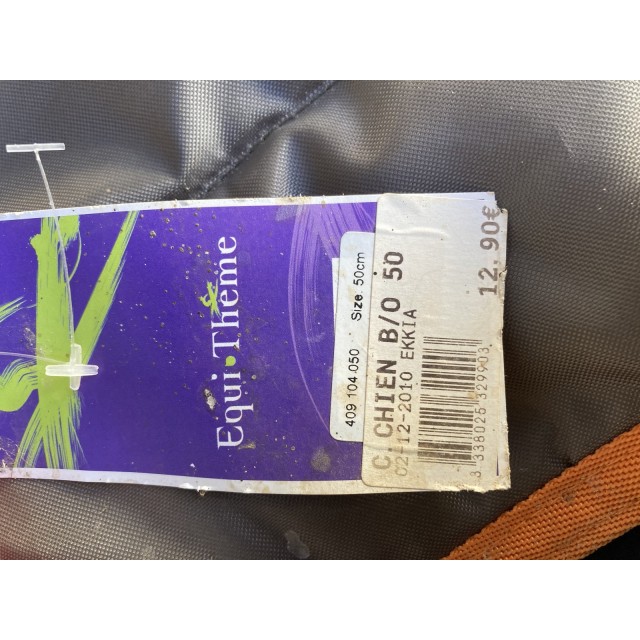 Equi·Thème
409 104 050 Size: 50cm
C. CHIEN B/O 50
02-12-2010 EKKIA
3 338026 329903
12.90€